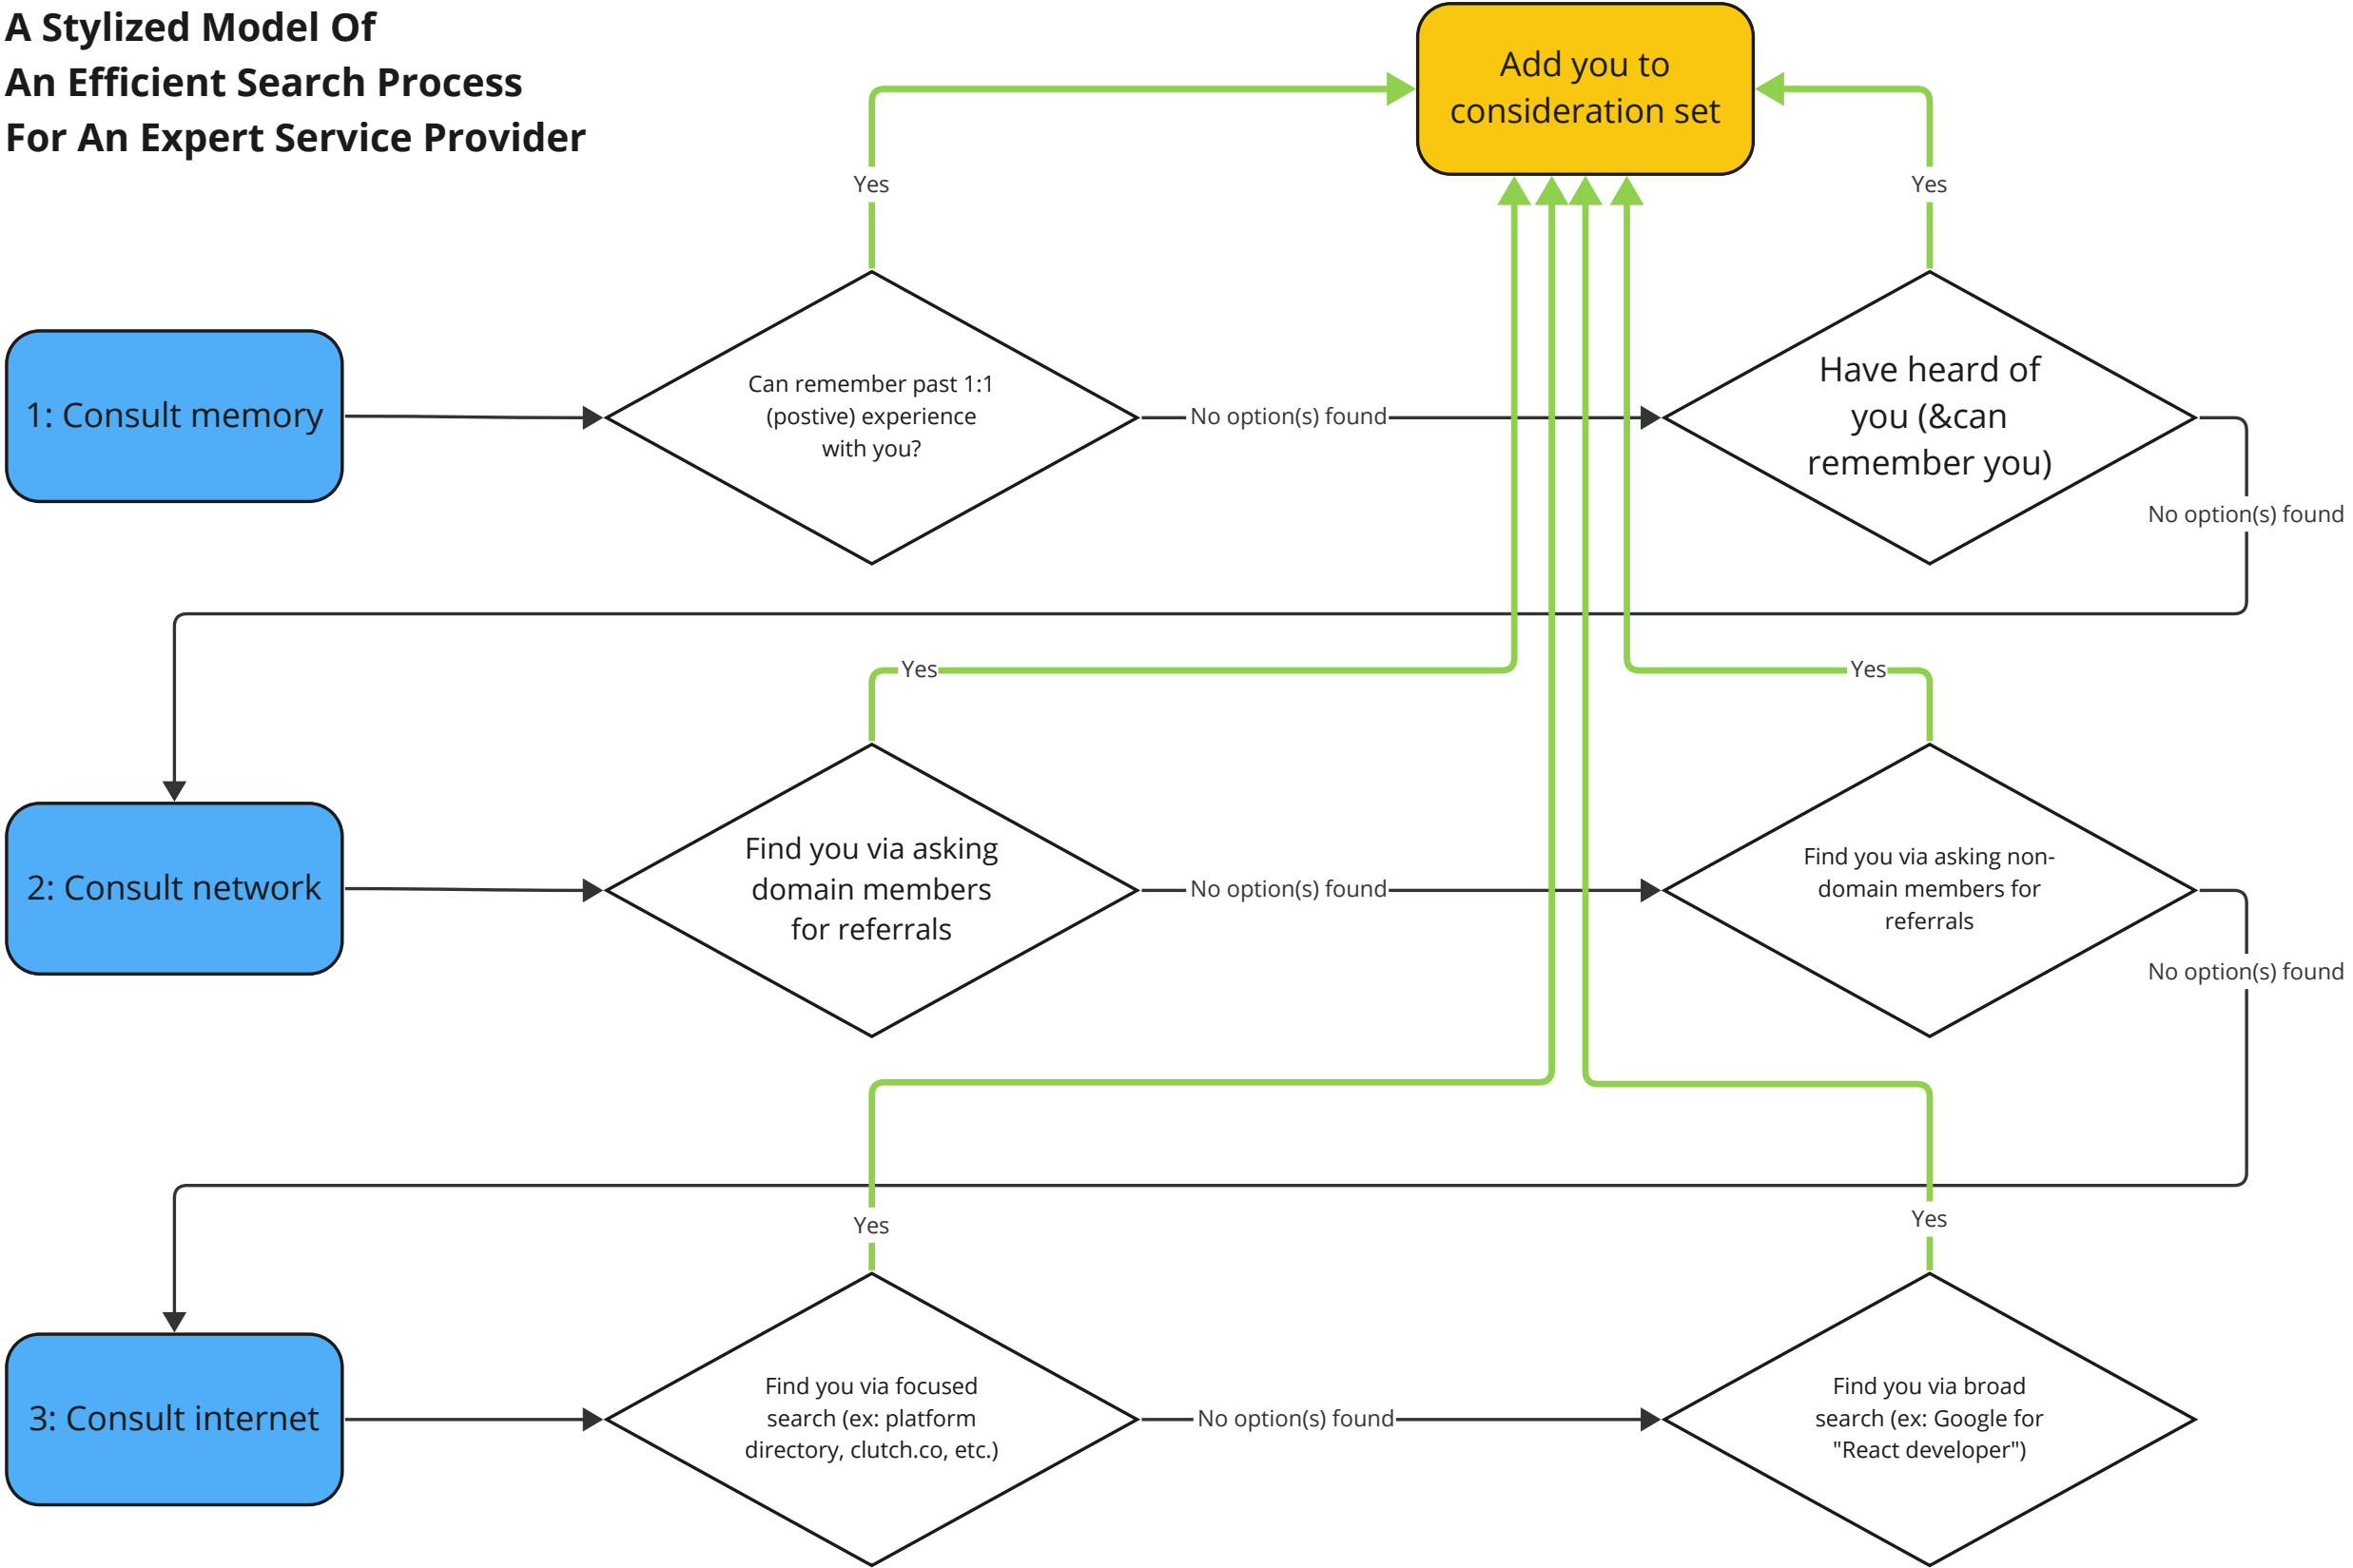 A Stylized Model Of
An Efficient Search Process
For An Expert Service Provider
Add you to
consideration set
Yes
Yes
1: Consult memory
Can remember past 1:1
(postive) experience
with you?
No option(s) found
Have heard of
you (&can
remember you)
No option(s) found
Yes
Yes
2: Consult network
Find you via asking
domain members
for referrals
No option(s) found
Find you via asking non-
domain members for
referrals
No option(s) found
Yes
Yes
3: Consult internet
Find you via focused
search (ex: platform
directory, clutch.co, etc.)
No option(s) found
Find you via broad
search (ex: Google for
"React developer")